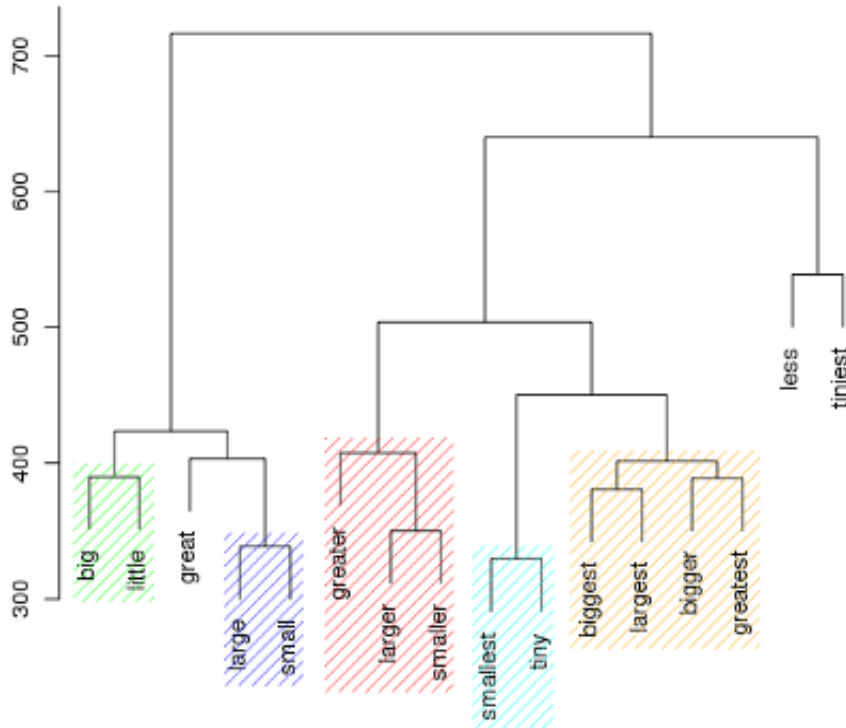 700
600
500
400
300
big
little
great
large
small
greater
larger
smaller
smallest
tiny
biggest
largest
bigger
greatest
less
tiniest